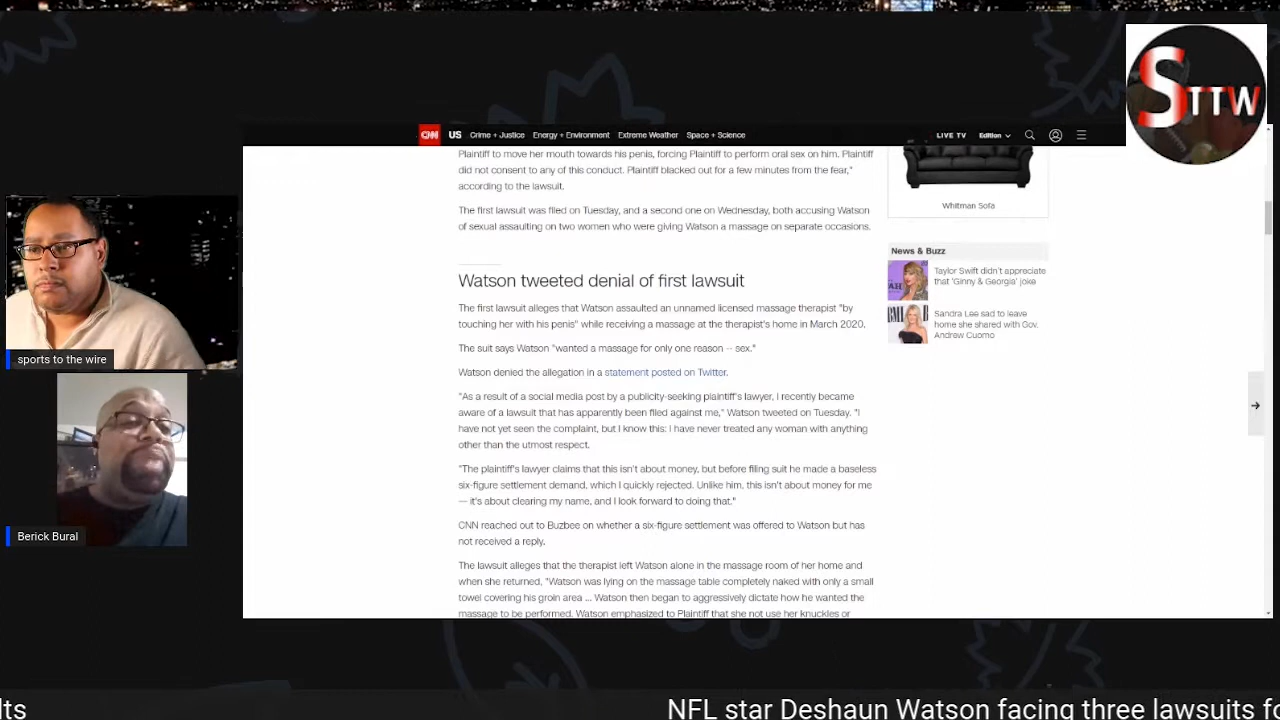 STTW
CNN US Crime + Justice Energy + Environment Extreme Weather Space + Science LIVE TV Edition
Plaintiff to move her mouth towards his penis, forcing Plaintiff to perform oral sex on him. Plaintiff
did not consent to any of this conduct. Plaintiff blacked out for a few minutes from the fear,"
according to the lawsuit.
The first lawsuit was filed on Tuesday, and a second one on Wednesday, both accusing Watson
of sexual assaulting on two women who were giving Watson a massage on separate occasions.
Watson tweeted denial of first lawsuit
The first lawsuit alleges that Watson assaulted an unnamed licensed massage therapist "by
touching her with his penis" while receiving a massage at the therapist's home in March 2020.
The suit says Watson "wanted a massage for only one reason -- sex."
Watson denied the allegation in a statement posted on Twitter.
"As a result of a social media post by a publicity-seeking plaintiff's lawyer, I recently became
aware of a lawsuit that has apparently been filed against me," Watson tweeted on Tuesday. "I
have not yet seen the complaint, but I know this: I have never treated any woman with anything
other than the utmost respect.
"The plaintiff's lawyer claims that this isn't about money, but before filing suit he made a baseless
six-figure settlement demand, which I quickly rejected. Unlike him, this isn't about money for me
— it's about clearing my name, and I look forward to doing that."
CNN reached out to Buzbee on whether a six-figure settlement was offered to Watson but has
not received a reply.
The lawsuit alleges that the therapist left Watson alone in the massage room of her home and
when she returned, "Watson was lying on the massage table completely naked with only a small
towel covering his groin area ... Watson then began to aggressively dictate how he wanted the
massage to be performed. Watson emphasized to Plaintiff that she not use her knuckles or
Whitman Sofa
News & Buzz
Taylor Swift didn't appreciate
that 'Ginny & Georgia' joke
Sandra Lee sad to leave
home she shared with Gov.
Andrew Cuomo
sports to the wire
Berick Bural
lts NFL star Deshaun Watson facing three lawsuits fo